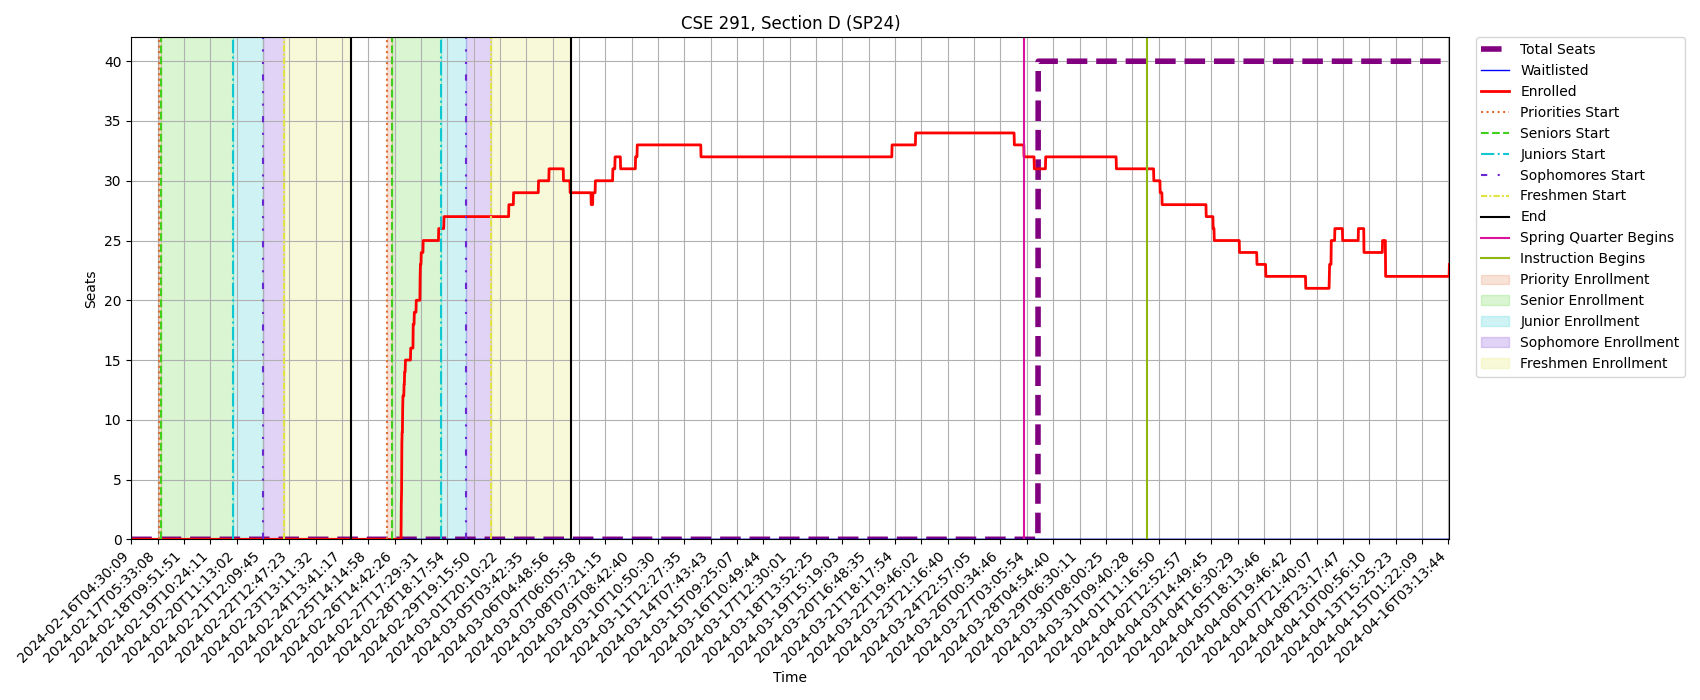 CSE 291, Section D (SP24)
Seats
40
35
30
25
20
15
10
5
0
2024-02-16T04:30:09
2024-02-17T05:33:08
2024-02-18T09:51:51
2024-02-19T10:24:11
2024-02-20T11:13:02
2024-02-21T12:09:45
2024-02-22T12:47:23
2024-02-23T13:11:32
2024-02-24T13:41:17
2024-02-25T14:14:58
2024-02-26T14:42:26
2024-02-27T17:29:31
2024-02-28T18:17:54
2024-02-29T19:15:50
2024-03-01T20:10:22
2024-03-05T03:42:35
2024-03-06T04:48:56
2024-03-07T06:05:58
2024-03-08T07:21:15
2024-03-09T08:42:40
2024-03-10T10:50:30
2024-03-11T12:27:35
2024-03-14T07:43:43
2024-03-15T09:25:07
2024-03-16T10:49:44
2024-03-17T12:30:01
2024-03-18T13:52:25
2024-03-19T15:19:03
2024-03-20T16:48:35
2024-03-21T18:17:54
2024-03-22T19:46:02
2024-03-23T21:16:40
2024-03-24T22:57:05
2024-03-26T00:34:46
2024-03-27T03:05:54
2024-03-28T04:54:40
2024-03-29T06:30:11
2024-03-30T08:00:25
2024-03-31T09:40:28
2024-04-01T11:16:50
2024-04-02T12:52:57
2024-04-03T14:49:45
2024-04-04T16:30:29
2024-04-05T18:13:46
2024-04-06T19:46:42
2024-04-07T21:40:07
2024-04-08T23:17:47
2024-04-10T00:56:10
2024-04-13T15:25:23
2024-04-15T01:22:09
2024-04-16T03:13:44
Time
Total Seats
Waitlisted
Enrolled
Priorities Start
Seniors Start
Juniors Start
Sophomores Start
Freshmen Start
End
Spring Quarter Begins
Instruction Begins
Priority Enrollment
Senior Enrollment
Junior Enrollment
Sophomore Enrollment
Freshmen Enrollment